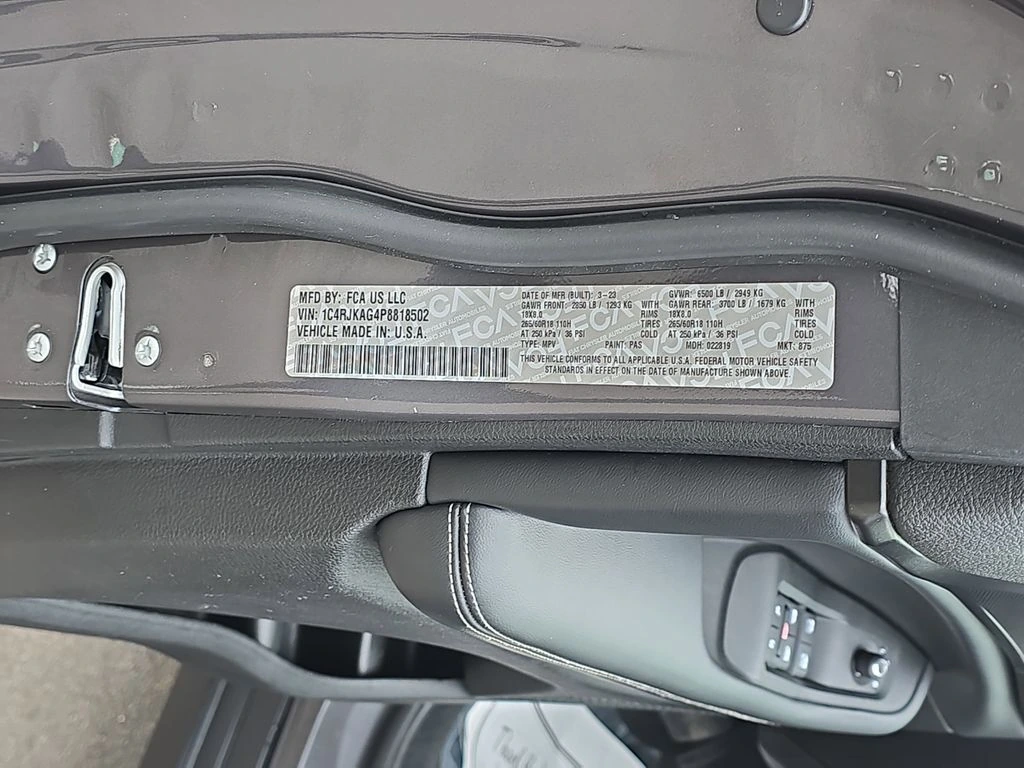 MFD BY: FCA US LLC
VIN: 1C4RJKAG4P8818502
VEHICLE MADE IN U.S.A.
DATE OF MFR (BUILT): 3-23 GVWR: 6500 LB / 2949 KG
GAWR FRONT: 2850 LB / 1293 KG WITH GAWR REAR: 3700 LB / 1679 KG WITH
18X8.0 RIMS 18X8.0 RIMS
265/60R18 110H TIRES 265/60R18 110H TIRES
AT 250 kPa / 36 PSI COLD AT 250 kPa / 36 PSI COLD
TYPE: MPV PAINT: PAS MDH: 022819 MKT: 875
THIS VEHICLE CONFORMS TO ALL APPLICABLE U.S.A. FEDERAL MOTOR VEHICLE SAFETY
STANDARDS IN EFFECT ON THE DATE OF MANUFACTURE SHOWN ABOVE.